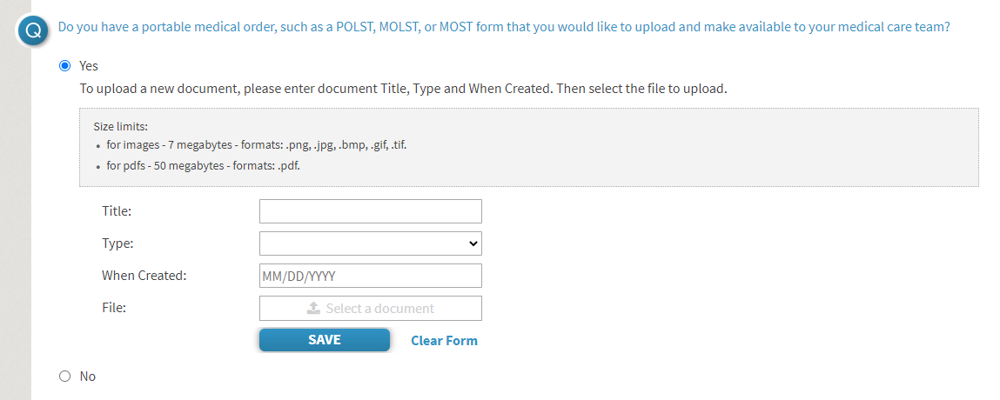 Q
Do you have a portable medical order, such as a POLST, MOLST, or MOST form that you would like to upload and make available to your medical care team?
Yes
To upload a new document, please enter document Title, Type and When Created. Then select the file to upload.
Size limits:
• for images - 7 megabytes - formats: .png, .jpg, .bmp, .gif, .tif.
• for pdfs - 50 megabytes - formats: .pdf.
Title:
Type:
When Created: MM/DD/YYYY
File: Select a document
SAVE Clear Form
No